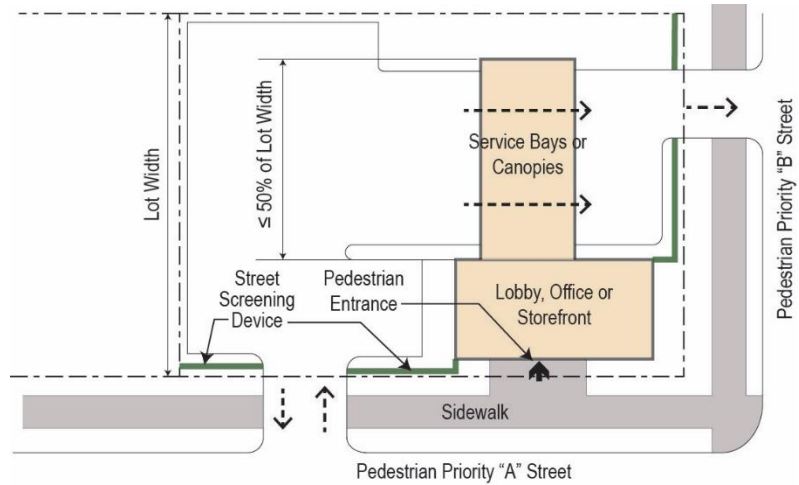 Lot Width
≤ 50% of Lot Width
Service Bays or
Canopies
Pedestrian Priority "B" Street
Street
Screening
Device
Pedestrian
Entrance
Lobby, Office or
Storefront
Sidewalk
Pedestrian Priority "A" Street